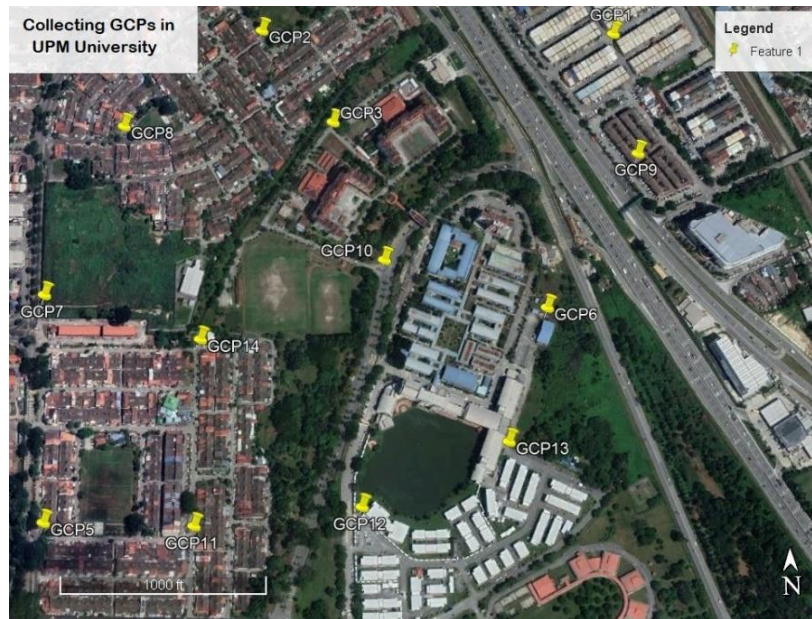 Collecting GCPs in
UPM University
Legend
Feature 1
GCP1
GCP2
GCP3
GCP8
GCP9
GCP10
GCP7
GCP6
GCP14
GCP13
GCP5
GCP11
GCP12
1000 ft
N